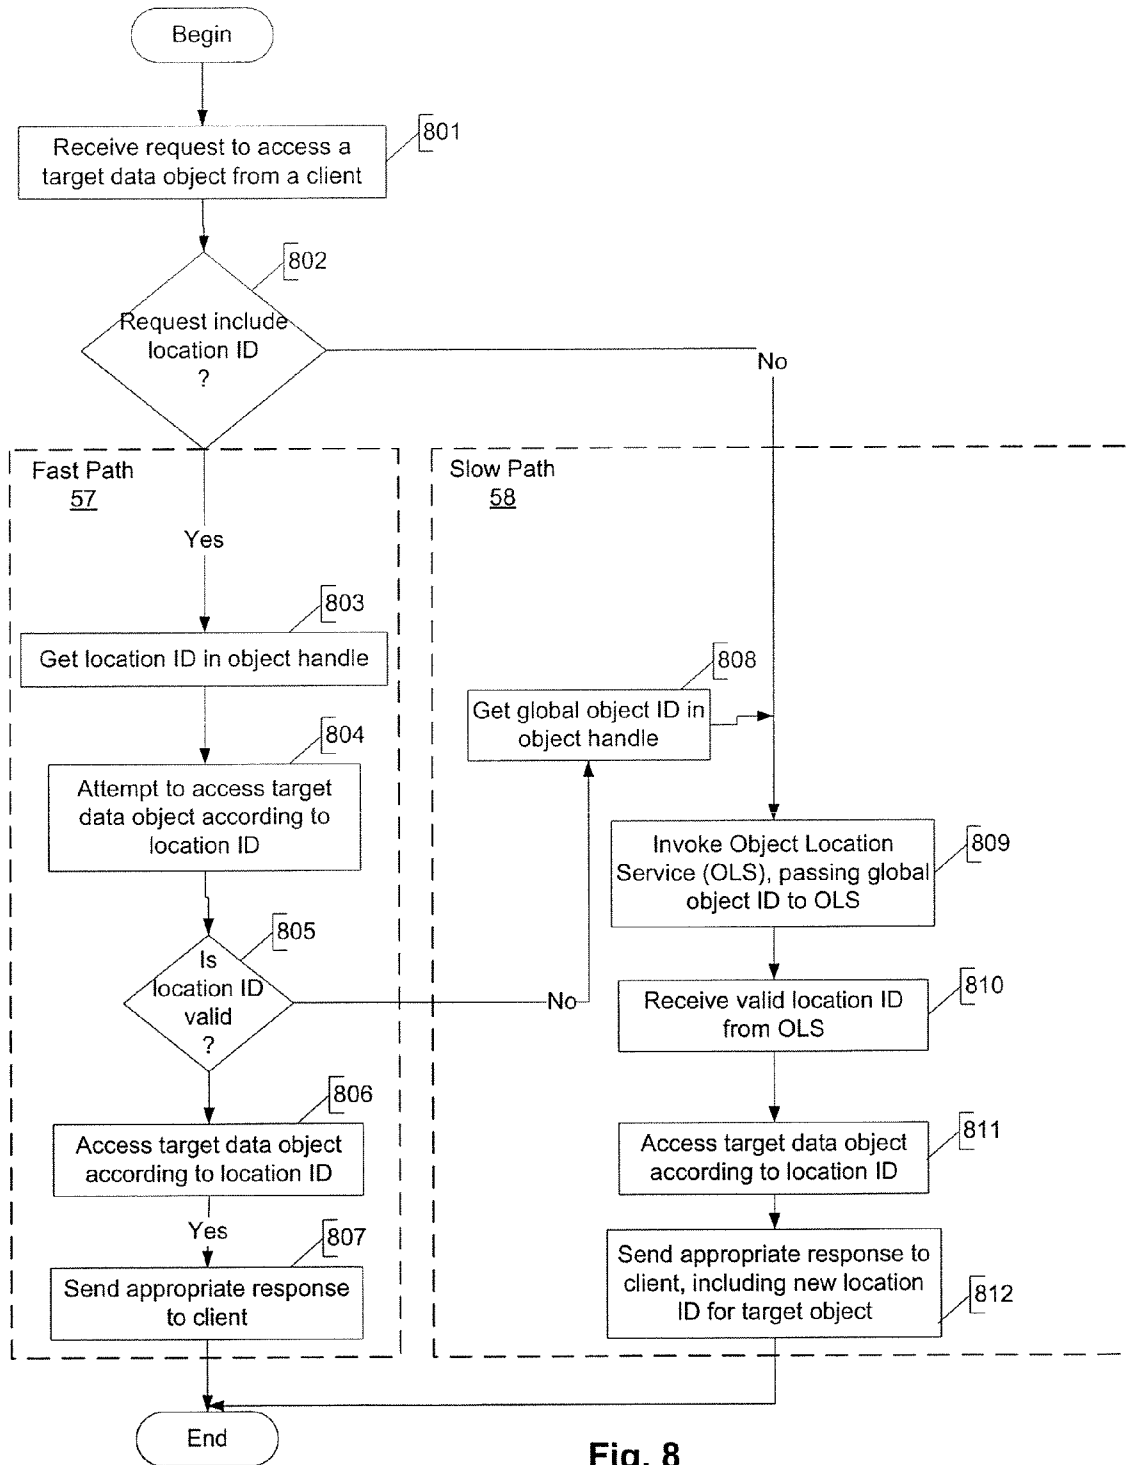 Begin
801
Receive request to access a
target data object from a client
802
Request include
location ID
?
No
Fast Path
57
Slow Path
58
Yes
803
Get location ID in object handle
808
Get global object ID in
object handle
804
Attempt to access target
data object according to
location ID
809
Invoke Object Location
Service (OLS), passing global
object ID to OLS
805
Is
location ID
valid
?
No
810
Receive valid location ID
from OLS
806
Access target data object
according to location ID
811
Access target data object
according to location ID
Yes
807
Send appropriate response
to client
Send appropriate response to
client, including new location
ID for target object
812
End
Fig. 8